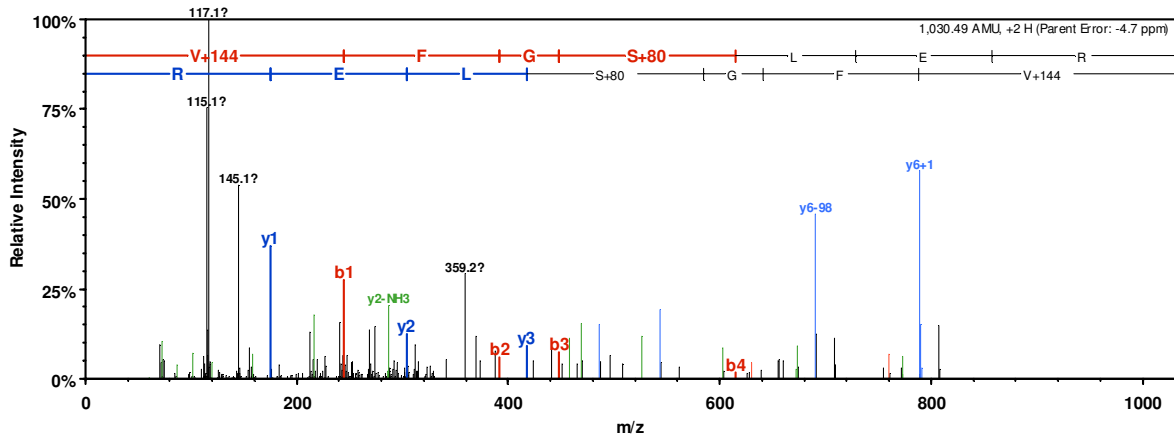 117.1?
100%
1,030.49 AMU, +2 H (Parent Error: -4.7 ppm)
V+144 F G S+80 L E R
R E L S+80 G F V+144
115.1?
75%
y6+1
145.1?
50%
y6-98
y1
359.2?
b1
25%
y2-NH3
y2
y3
b2
b3
b4
0%
0 200 400 600 800 1000
m/z
Relative Intensity